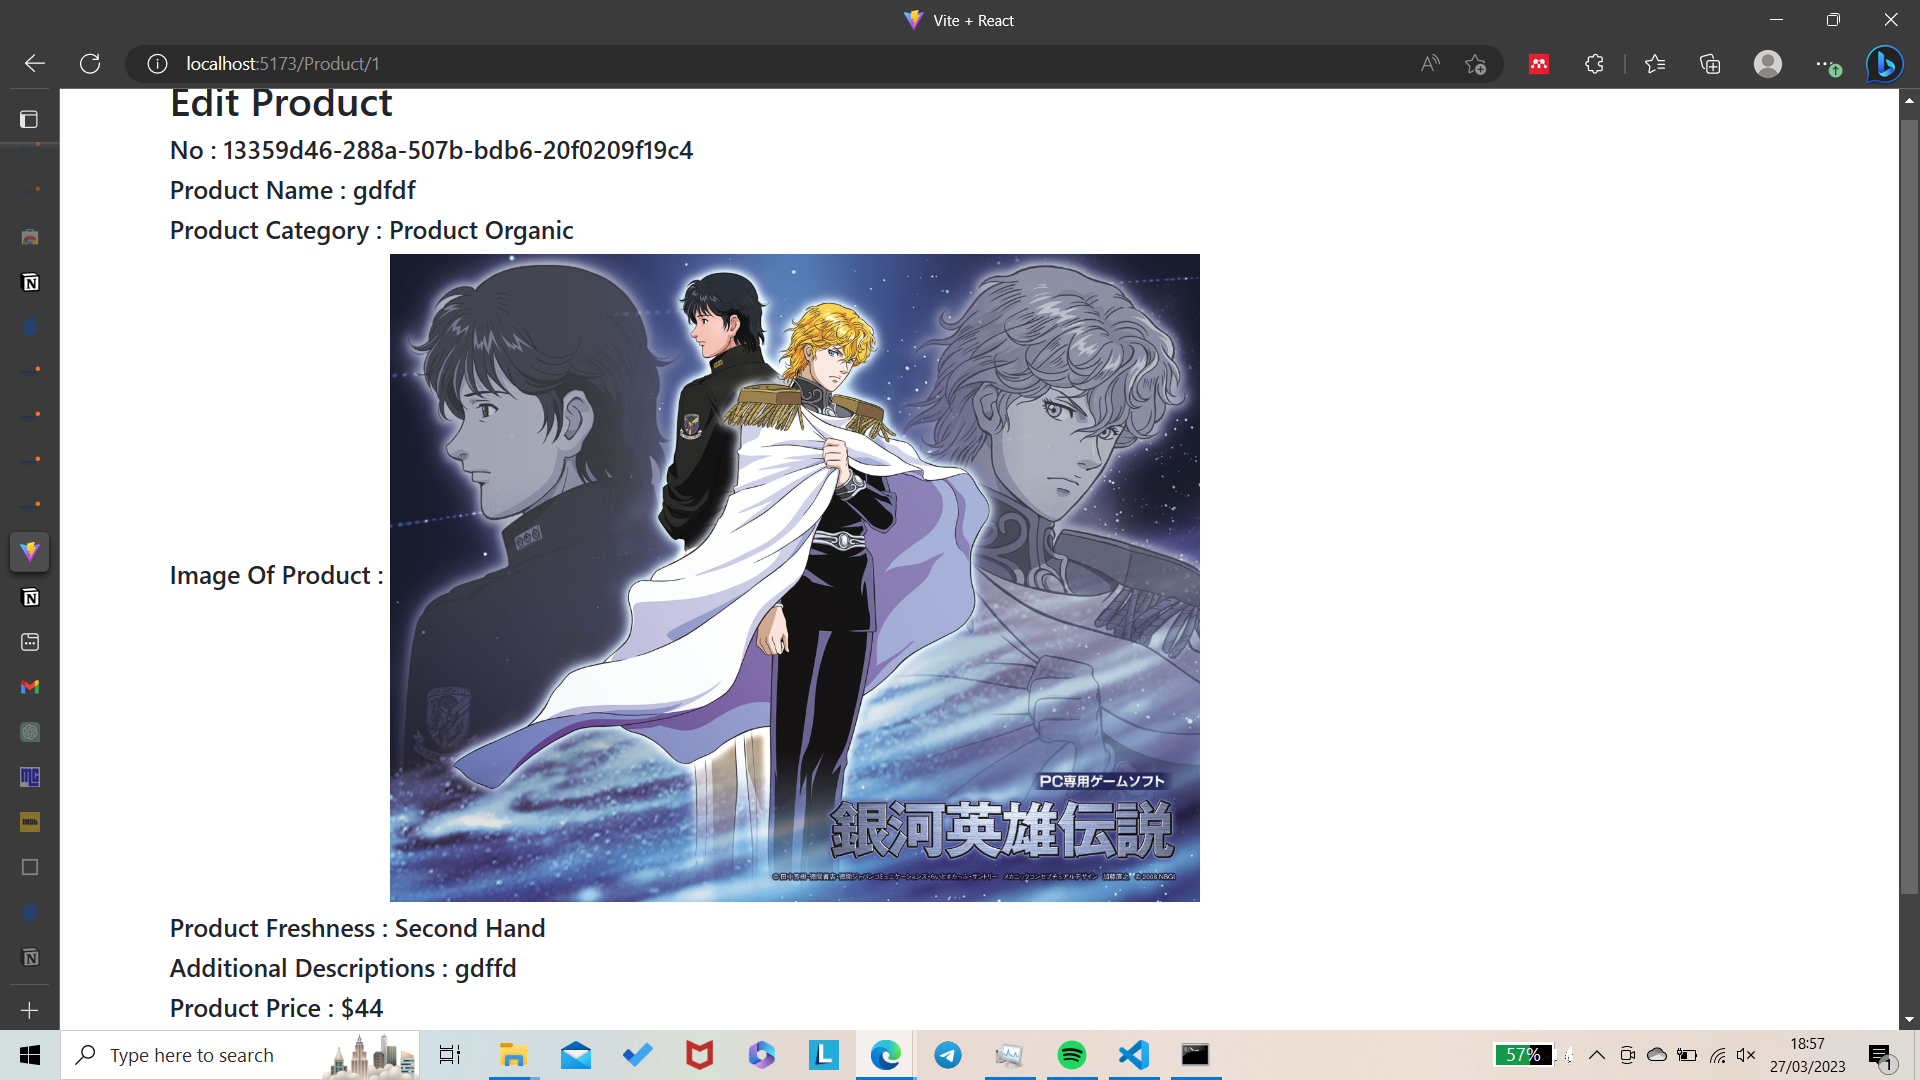 Vite + React
localhost:5173/Product/1
Edit Product
No : 13359d46-288a-507b-bdb6-20f0209f19c4
Product Name : gdfdf
Product Category : Product Organic
Image Of Product :
PC専用ゲームソフト
銀河英雄伝説
Product Freshness : Second Hand
Additional Descriptions : gdffd
Product Price : $44
Type here to search
57%
18:57
27/03/2023
1